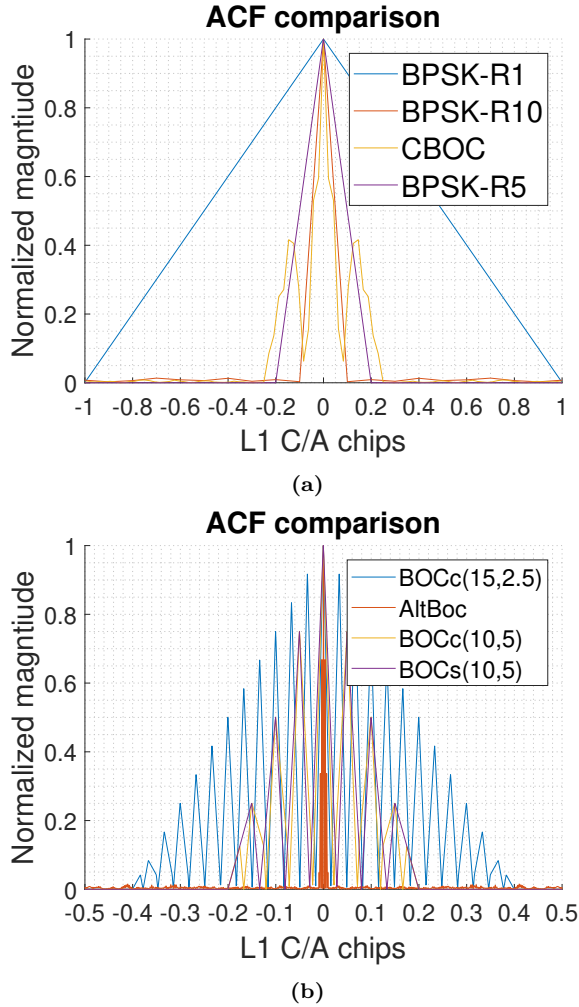 ACF comparison
1
0.8
0.6
0.4
0.2
0
Normalized magntiude
BPSK-R1
BPSK-R10
CBOC
BPSK-R5
-1 -0.8 -0.6 -0.4 -0.2 0 0.2 0.4 0.6 0.8 1
L1 C/A chips
(a)
ACF comparison
1
0.8
0.6
0.4
0.2
0
Normalized magntiude
BOCc(15,2.5)
AltBoc
BOCc(10,5)
BOCs(10,5)
-0.5 -0.4 -0.3 -0.2 -0.1 0 0.1 0.2 0.3 0.4 0.5
L1 C/A chips
(b)